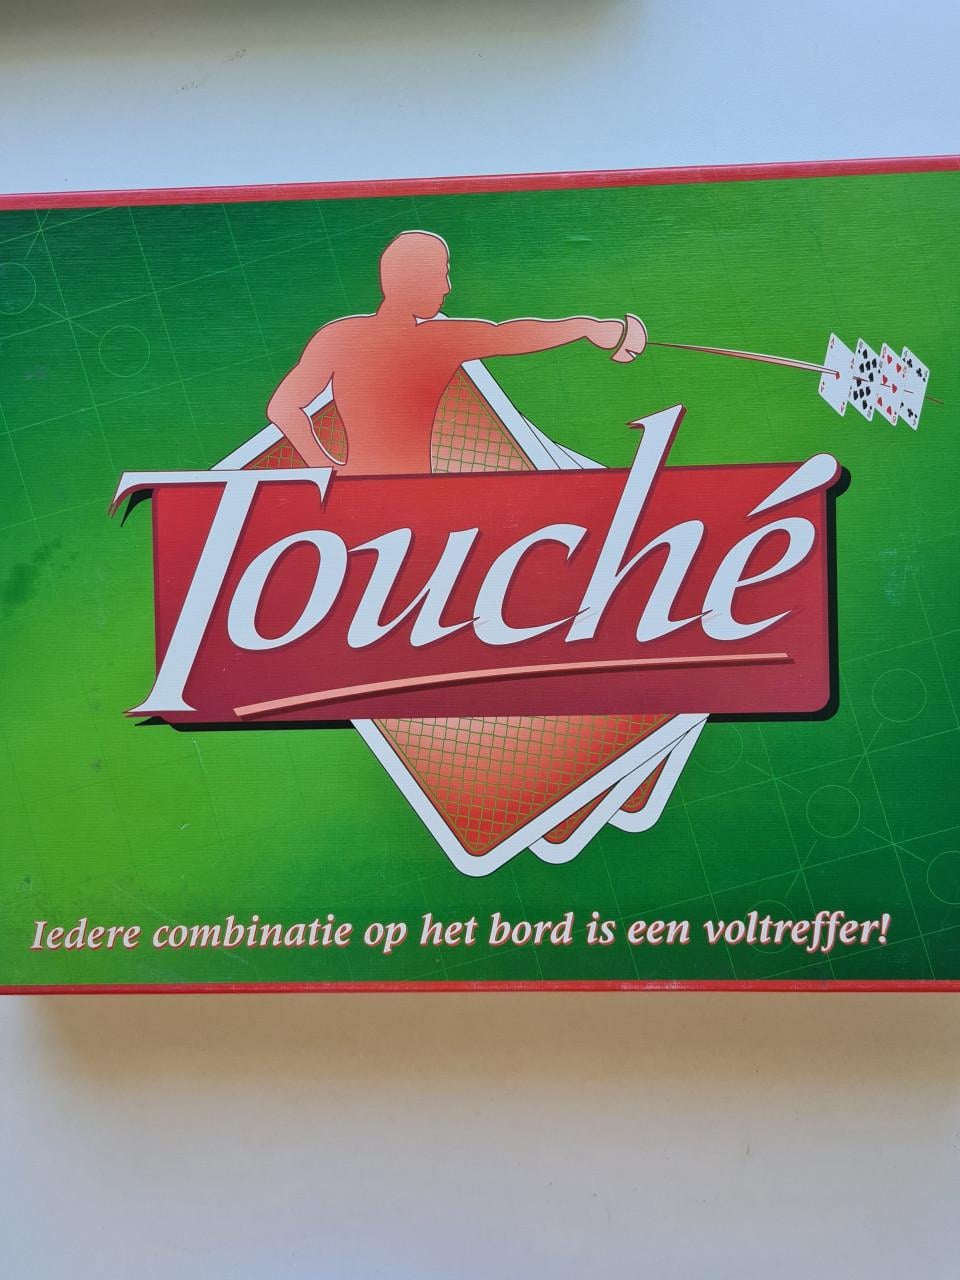 Touché
Iedere combinatie op het bord is een voltreffer!